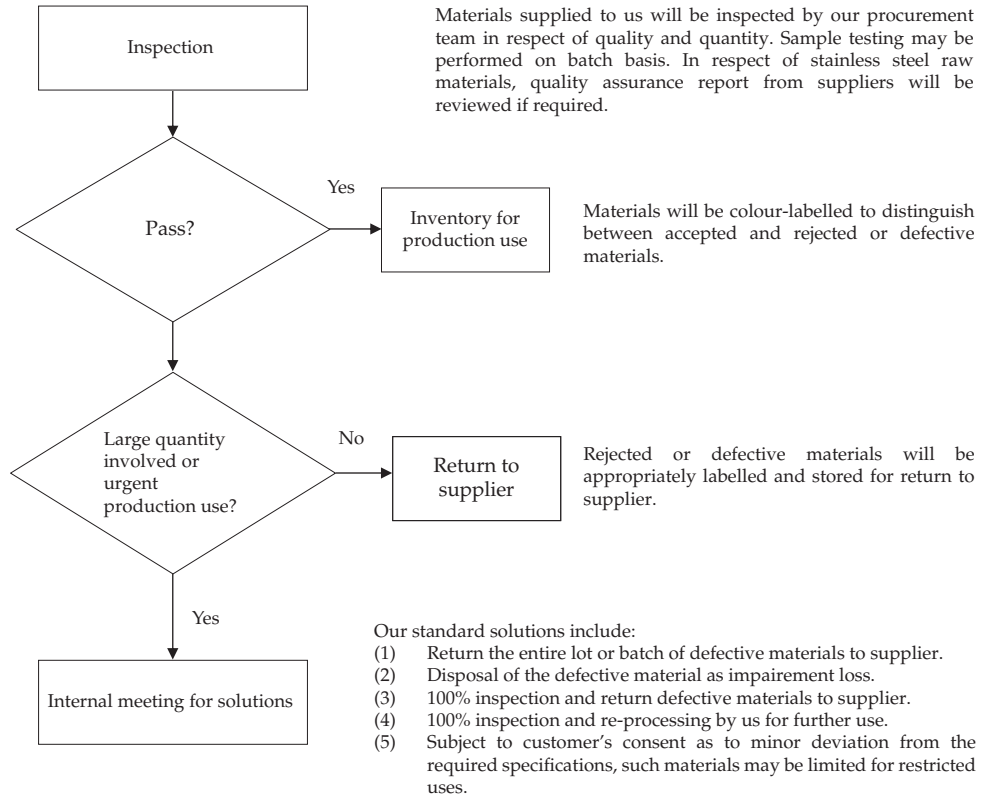 Inspection
Materials supplied to us will be inspected by our procurement
team in respect of quality and quantity. Sample testing may be
performed on batch basis. In respect of stainless steel raw
materials, quality assurance report from suppliers will be
reviewed if required.
Pass?
Yes
Inventory for
production use
Materials will be colour-labelled to distinguish
between accepted and rejected or defective
materials.
Large quantity
involved or
urgent
production use?
No
Return to
supplier
Rejected or defective materials will be
appropriately labelled and stored for return to
supplier.
Yes
Internal meeting for solutions
Our standard solutions include:
(1) Return the entire lot or batch of defective materials to supplier.
(2) Disposal of the defective material as impairement loss.
(3) 100% inspection and return defective materials to supplier.
(4) 100% inspection and re-processing by us for further use.
(5) Subject to customer's consent as to minor deviation from the
required specifications, such materials may be limited for restricted
uses.